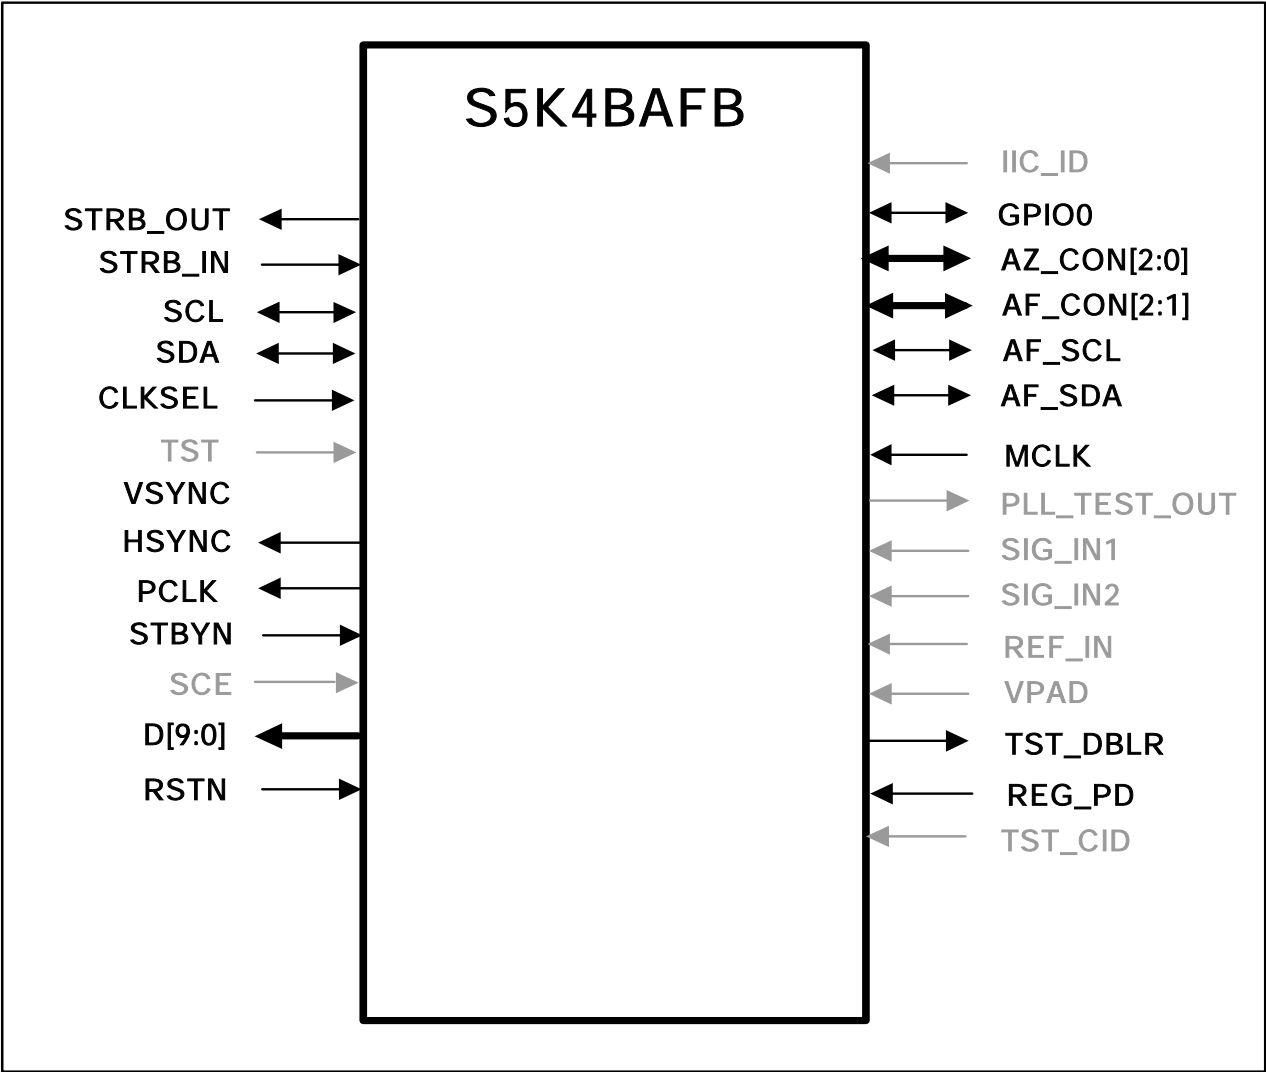 S5K4BAFB
STRB_OUT
STRB_IN
SCL
SDA
CLKSEL
TST
VSYNC
HSYNC
PCLK
STBYN
SCE
D[9:0]
RSTN
IIC_ID
GPIO0
AZ_CON[2:0]
AF_CON[2:1]
AF_SCL
AF_SDA
MCLK
PLL_TEST_OUT
SIG_IN1
SIG_IN2
REF_IN
VPAD
TST_DBLR
REG_PD
TST_CID